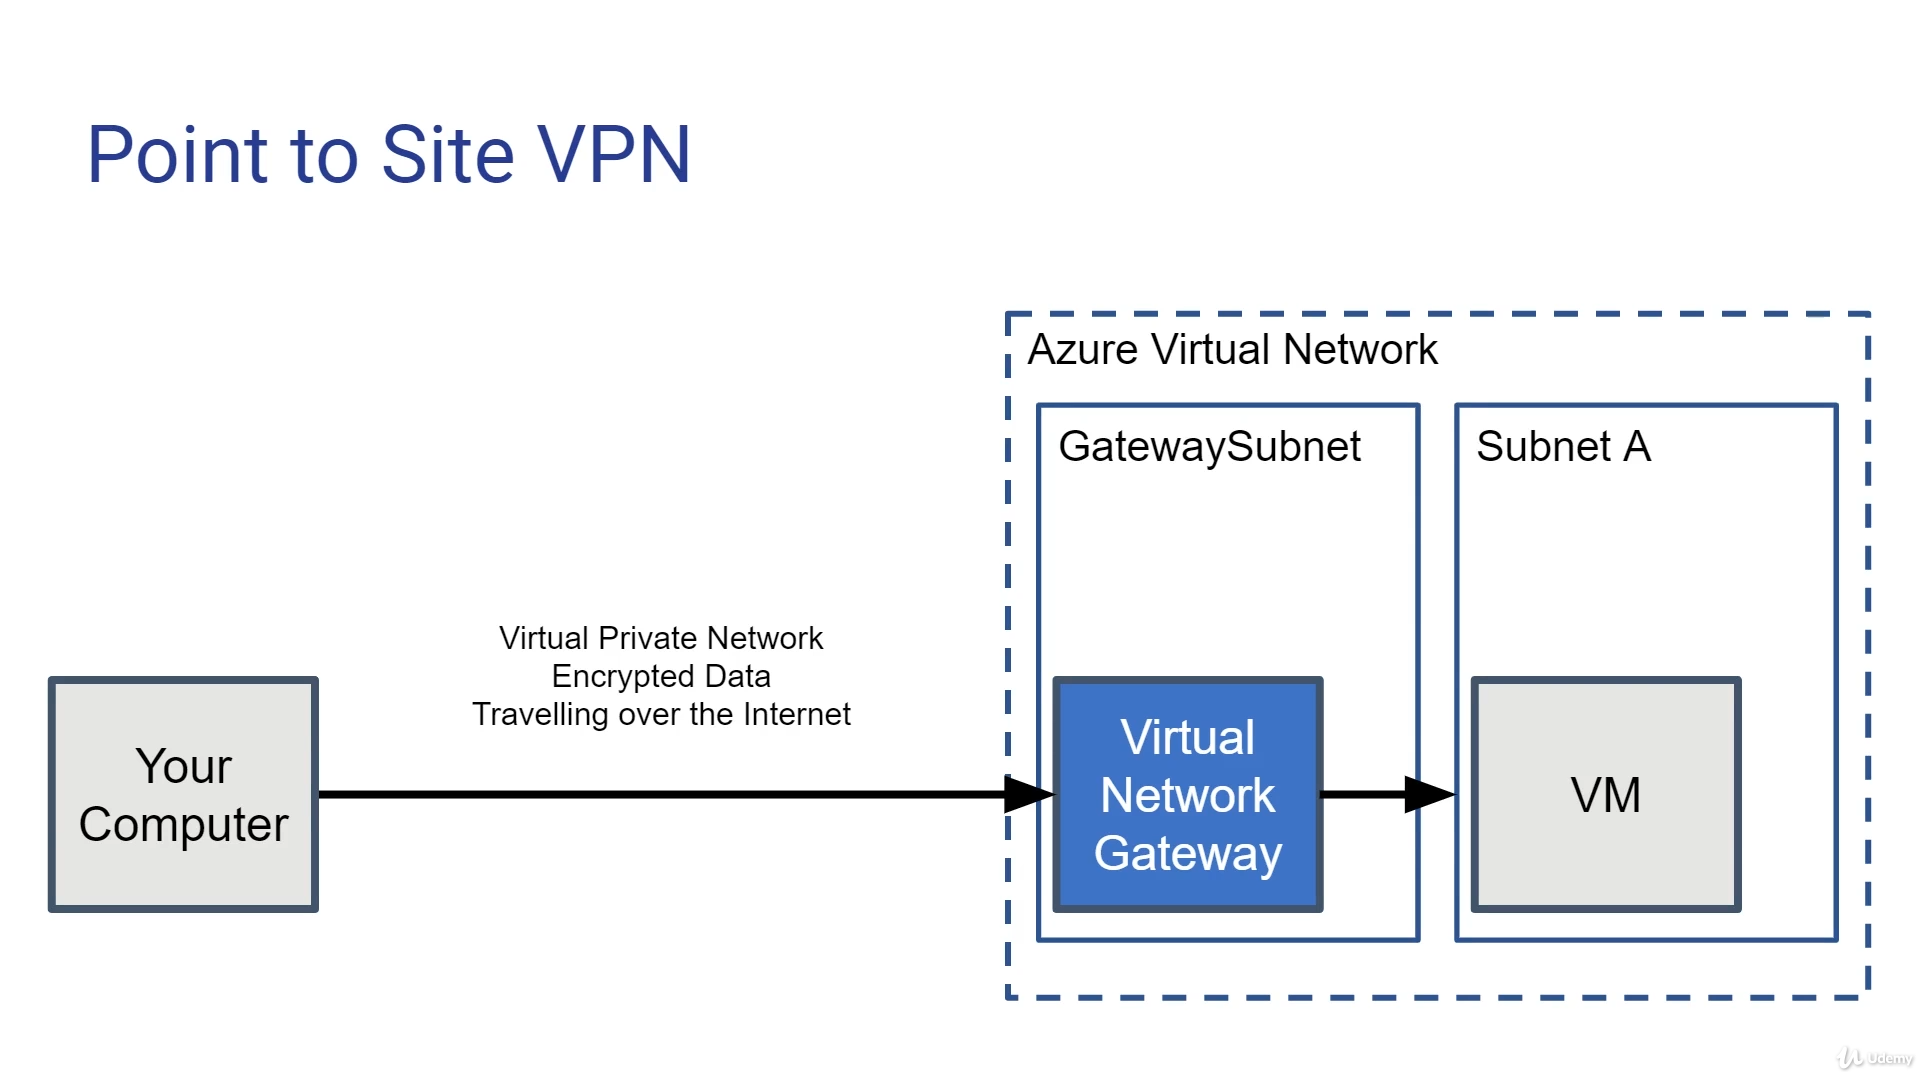 Point to Site VPN
Azure Virtual Network
GatewaySubnet
Subnet A
Virtual Private Network
Encrypted Data
Travelling over the Internet
Your
Computer
Virtual
Network
Gateway
VM
Udemy